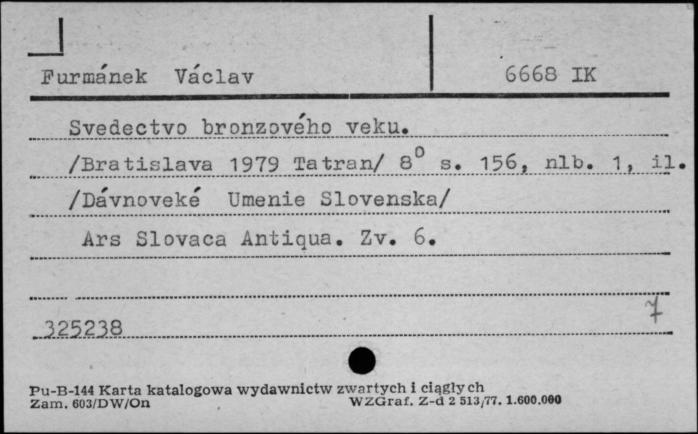 Furmánek Václav 6668 IK
Svedectvo bronzového veku.
/Bratislava 1979 Tatran/ 8° s. 156, nlb. 1, il.
/Dávnoveké Umenie Slovenska/
Ars Slovaca Antiqua. Zv. 6.
7
325238
Pu-B-144 Karta katalogowa wydawnictw zwartych i ciągłych
Zam. 603/DW/On WZGraf. Z-d 2 513/77. 1.600.000